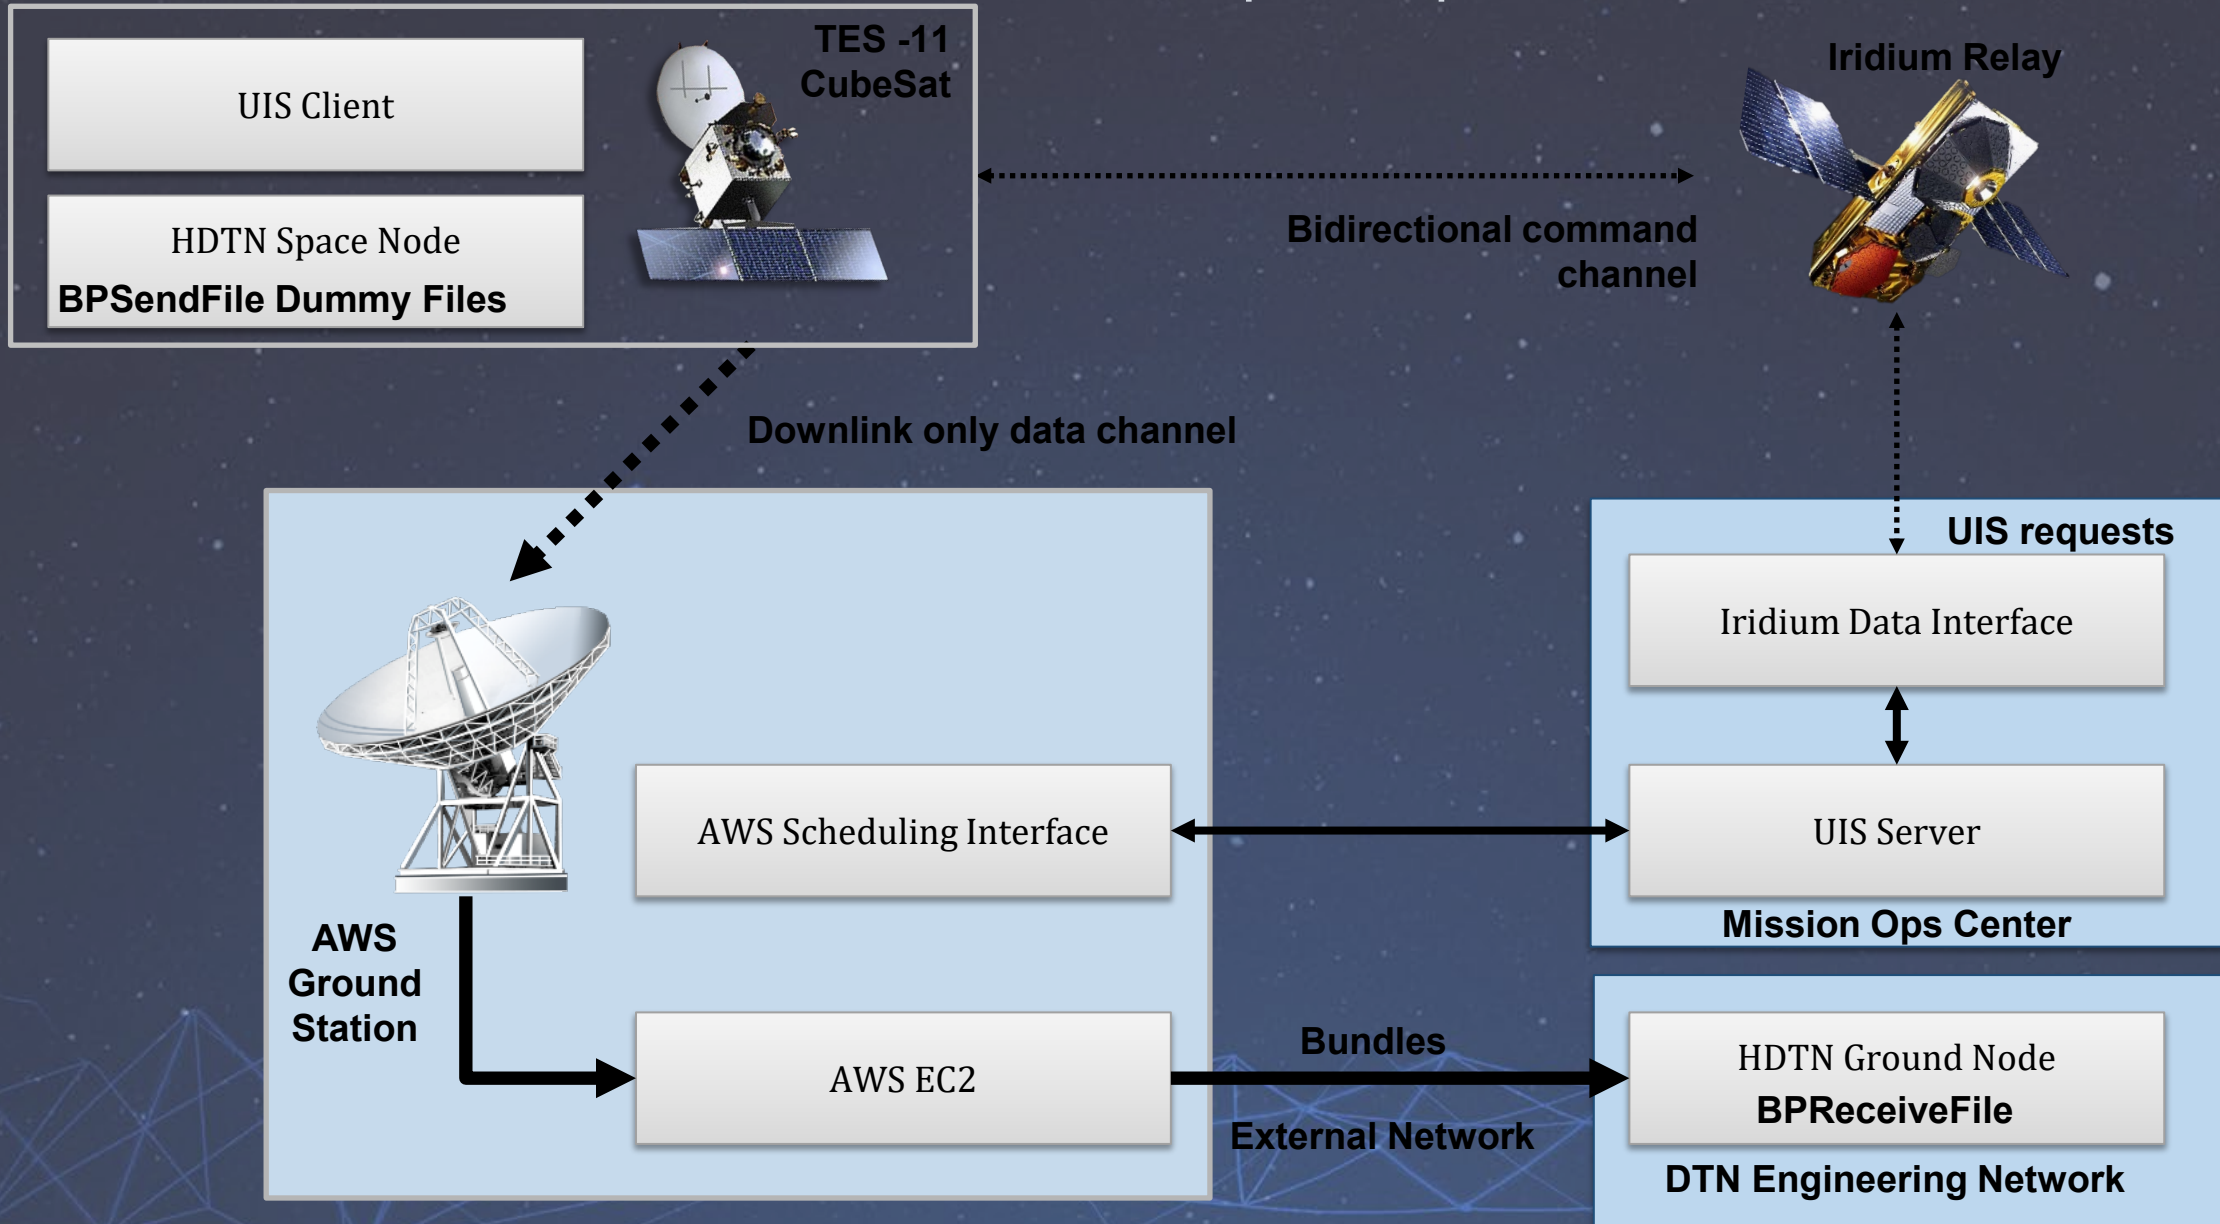 TES -11
CubeSat
UIS Client
HDTN Space Node
BPSendFile Dummy Files
Iridium Relay
Bidirectional command
channel
Downlink only data channel
UIS requests
Iridium Data Interface
AWS Scheduling Interface
UIS Server
Mission Ops Center
AWS
Ground
Station
AWS EC2
Bundles
External Network
HDTN Ground Node
BPReceiveFile
DTN Engineering Network